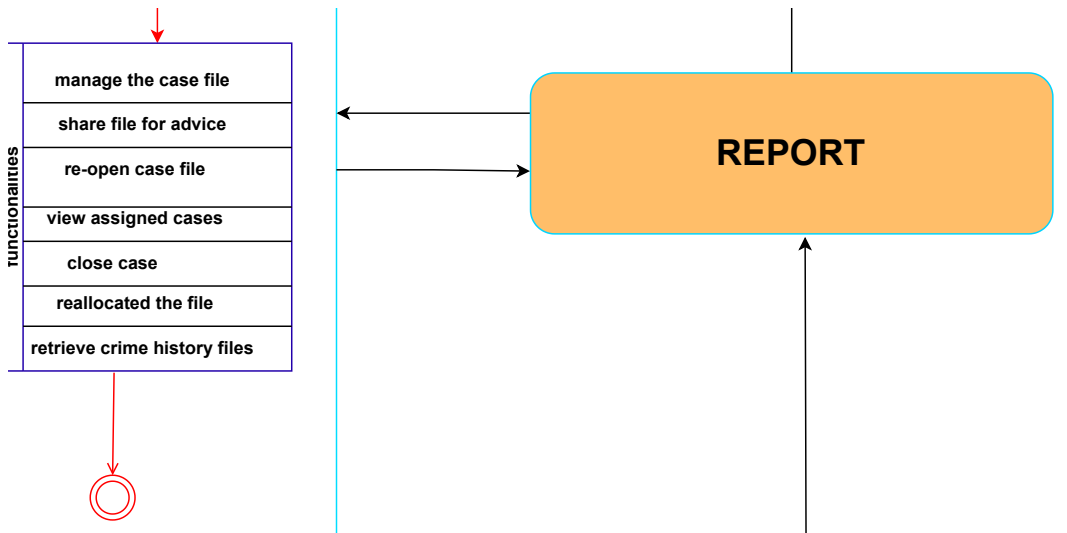 functionalities
manage the case file
share file for advice
re-open case file
view assigned cases
close case
reallocated the file
retrieve crime history files
REPORT